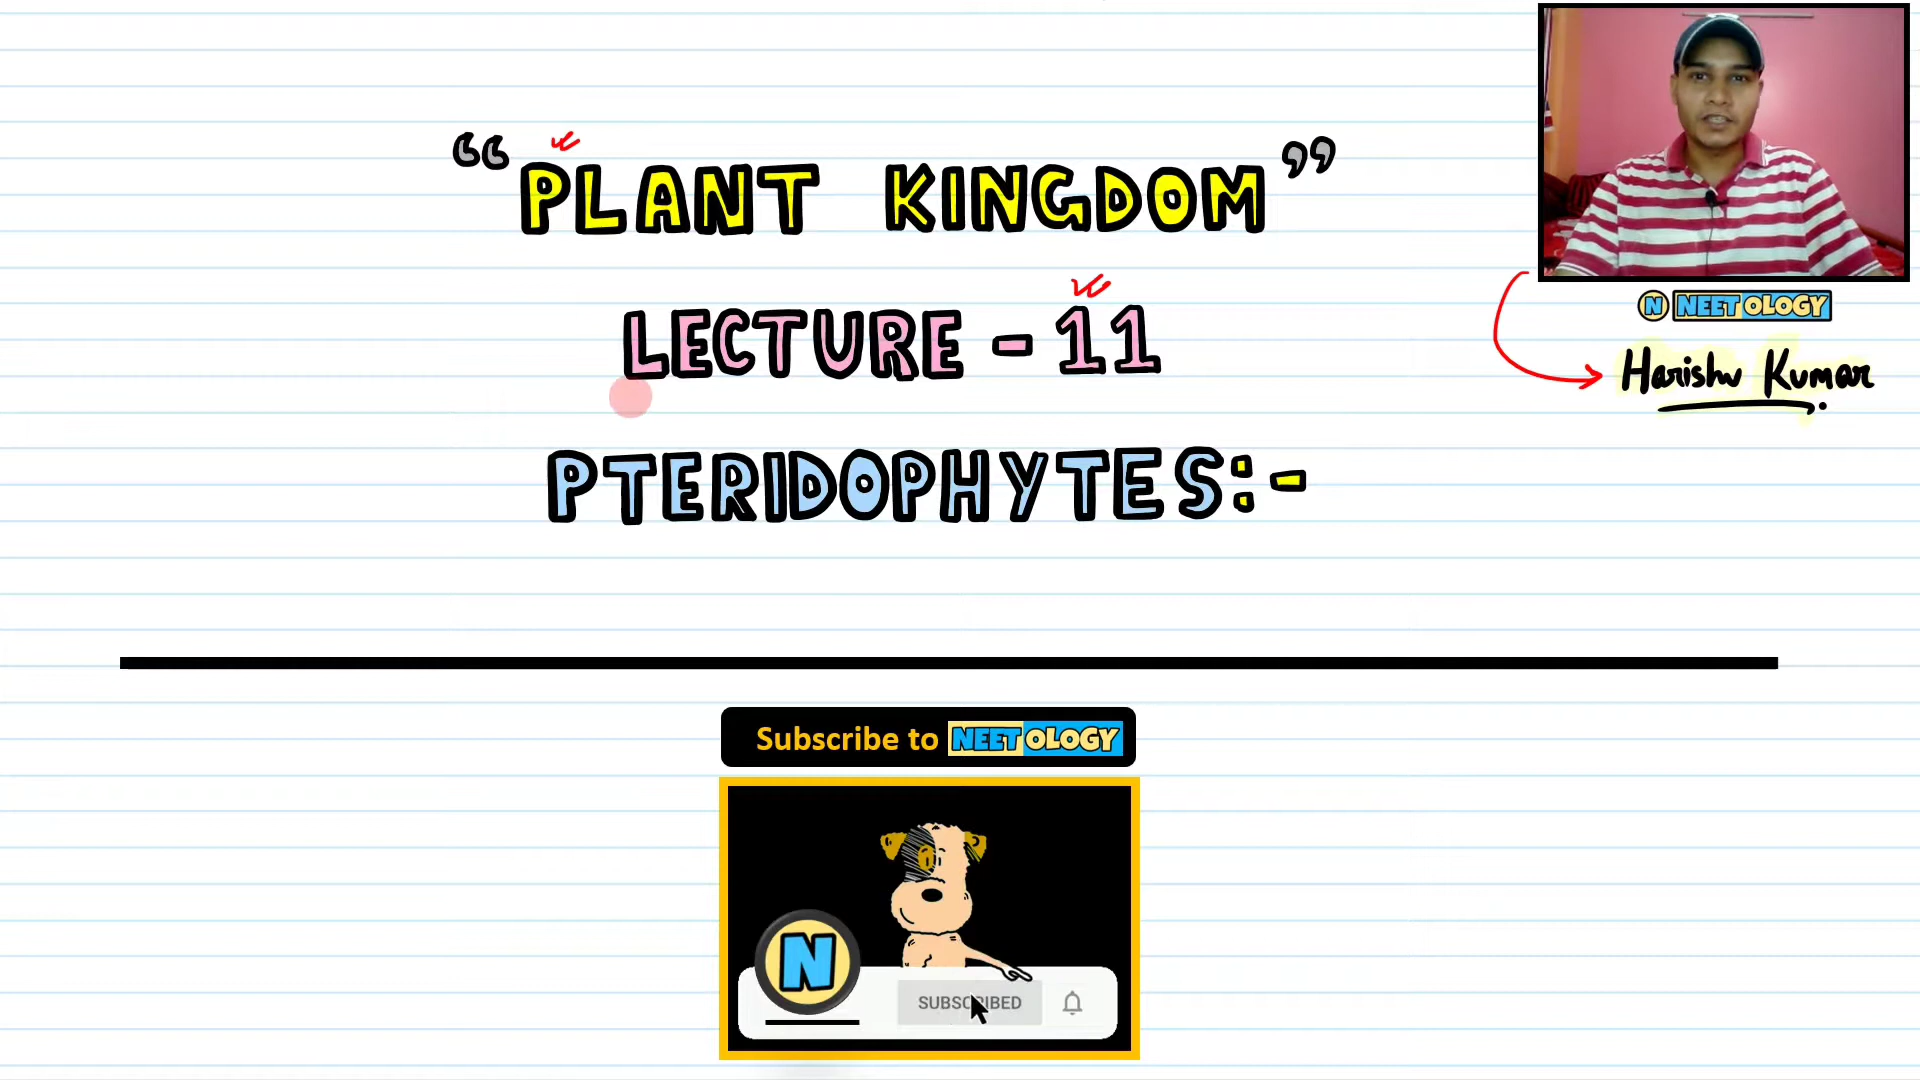 “PLANT KINGDOM”
LECTURE - 11
PTERIDOPHYTES:-
N NEETOLOGY
Harish Kumar
Subscribe to NEETOLOGY
N
SUBSCRIBED